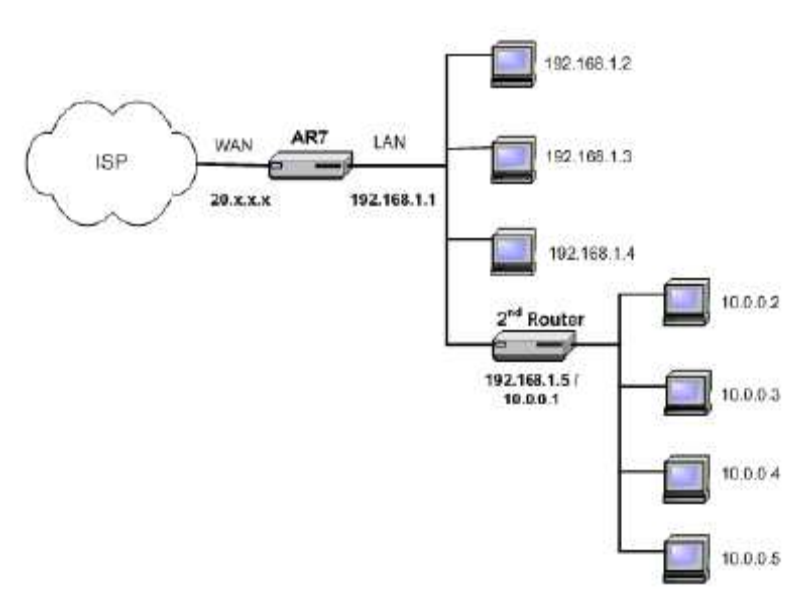 192.168.1.2
AR7
WAN
LAN
ISP
192.168.1.3
20.x.x.x
192.168.1.1
192.168.1.4
2nd Router
10.0.0.2
192.168.1.5 /
10.0.0.1
10.0.0.3
10.0.0.4
10.0.0.5